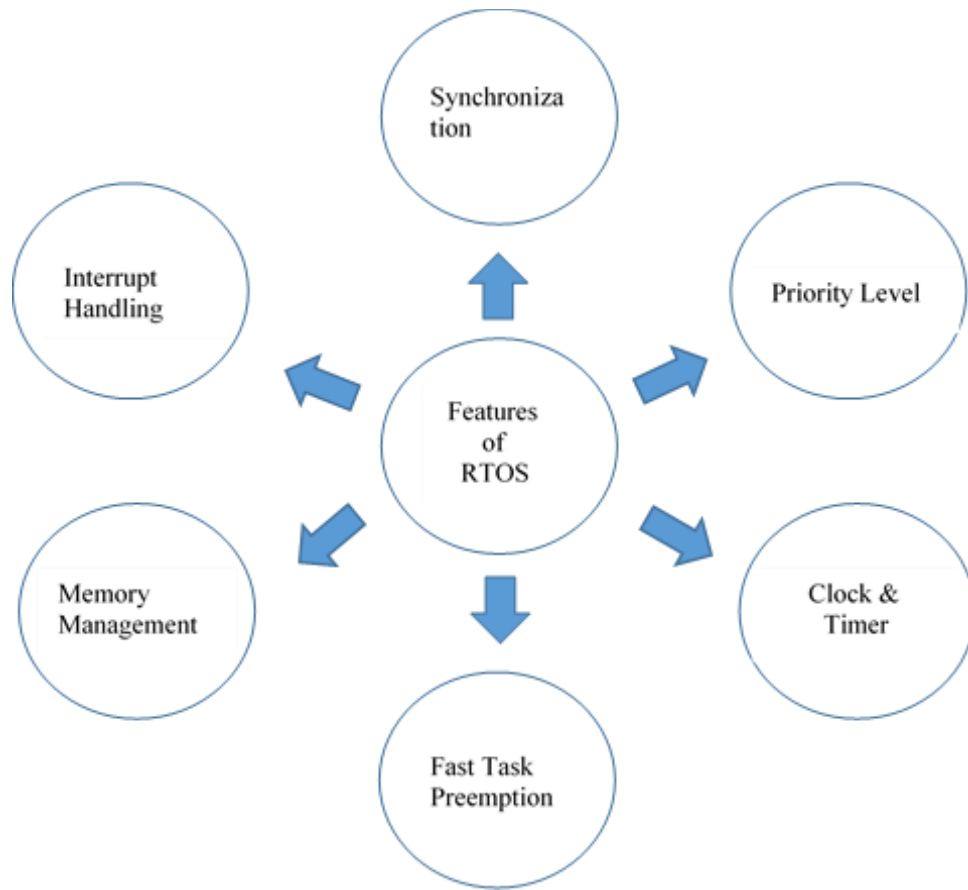 Synchroniza
tion
Interrupt
Handling
Priority Level
Features
of
RTOS
Memory
Management
Clock &
Timer
Fast Task
Preemption